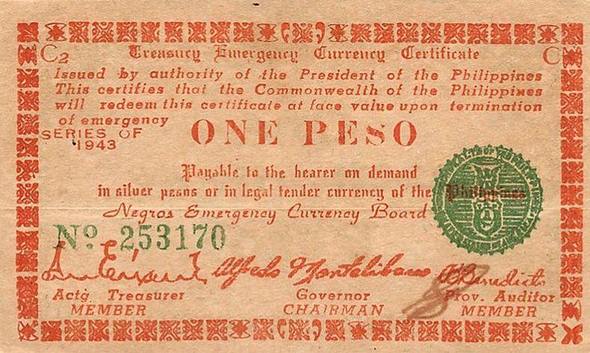 C2 Treasury Emergency Currency Certificate C
Issued by authority of the President of the Philippines
This certifies that the Commonwealth of the Philippines
will redeem this certificate at face value upon termination
of emergency
SERIES OF
1943
ONE PESO
Payable to the bearer on demand
in silver pesos or in legal tender currency of the Philippines
Negros Emergency Currency Board
Nº 253170
Alfredo Montelibano
Actg Treasurer Governor Prov. Auditor
MEMBER CHAIRMAN MEMBER